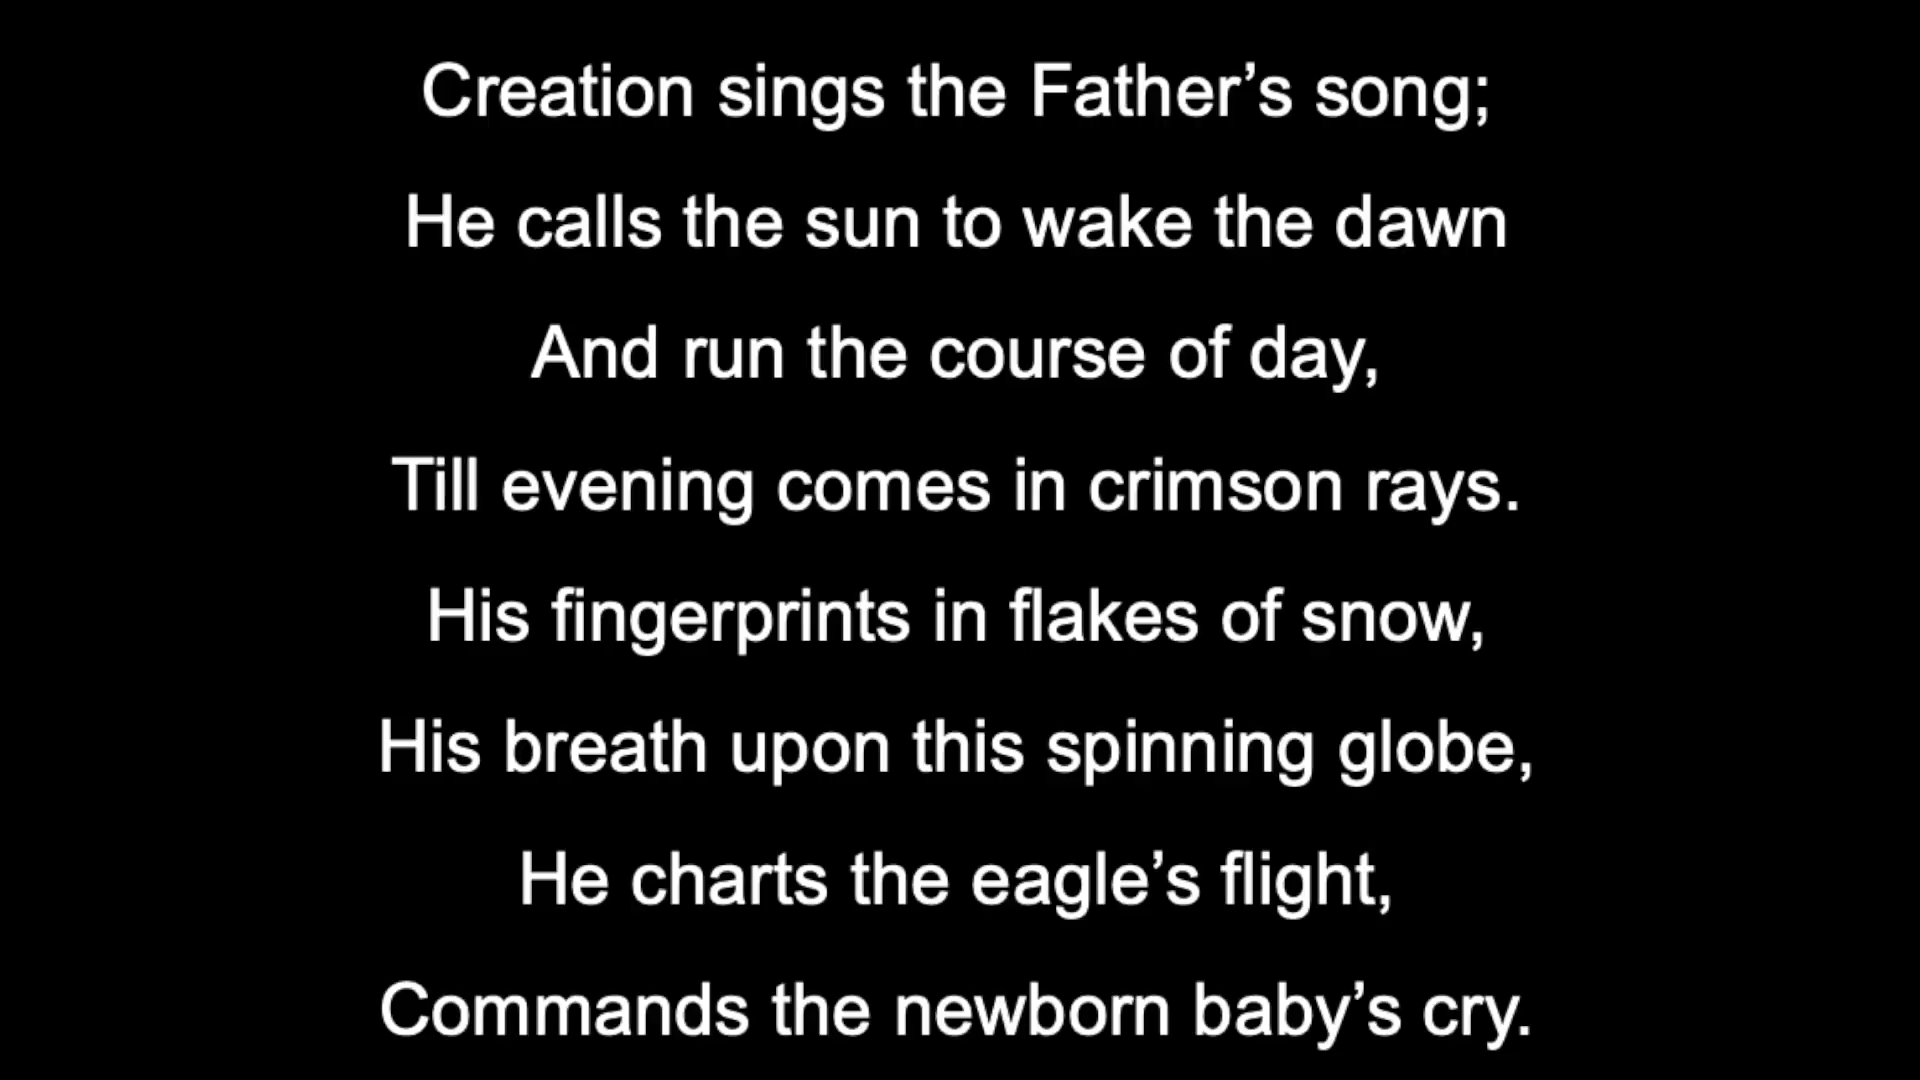 Creation sings the Father’s song;
He calls the sun to wake the dawn
And run the course of day,
Till evening comes in crimson rays.
His fingerprints in flakes of snow,
His breath upon this spinning globe,
He charts the eagle’s flight,
Commands the newborn baby’s cry.